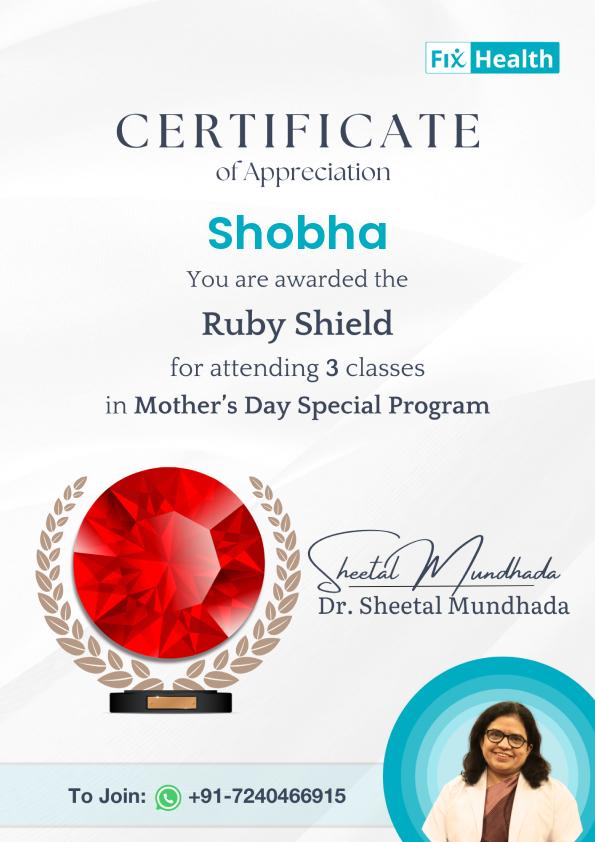 Fix Health
CERTIFICATE
of Appreciation
Shobha
You are awarded the
Ruby Shield
for attending 3 classes
in Mother's Day Special Program
Sheetal Mundhada
Dr. Sheetal Mundhada
To Join: +91-7240466915